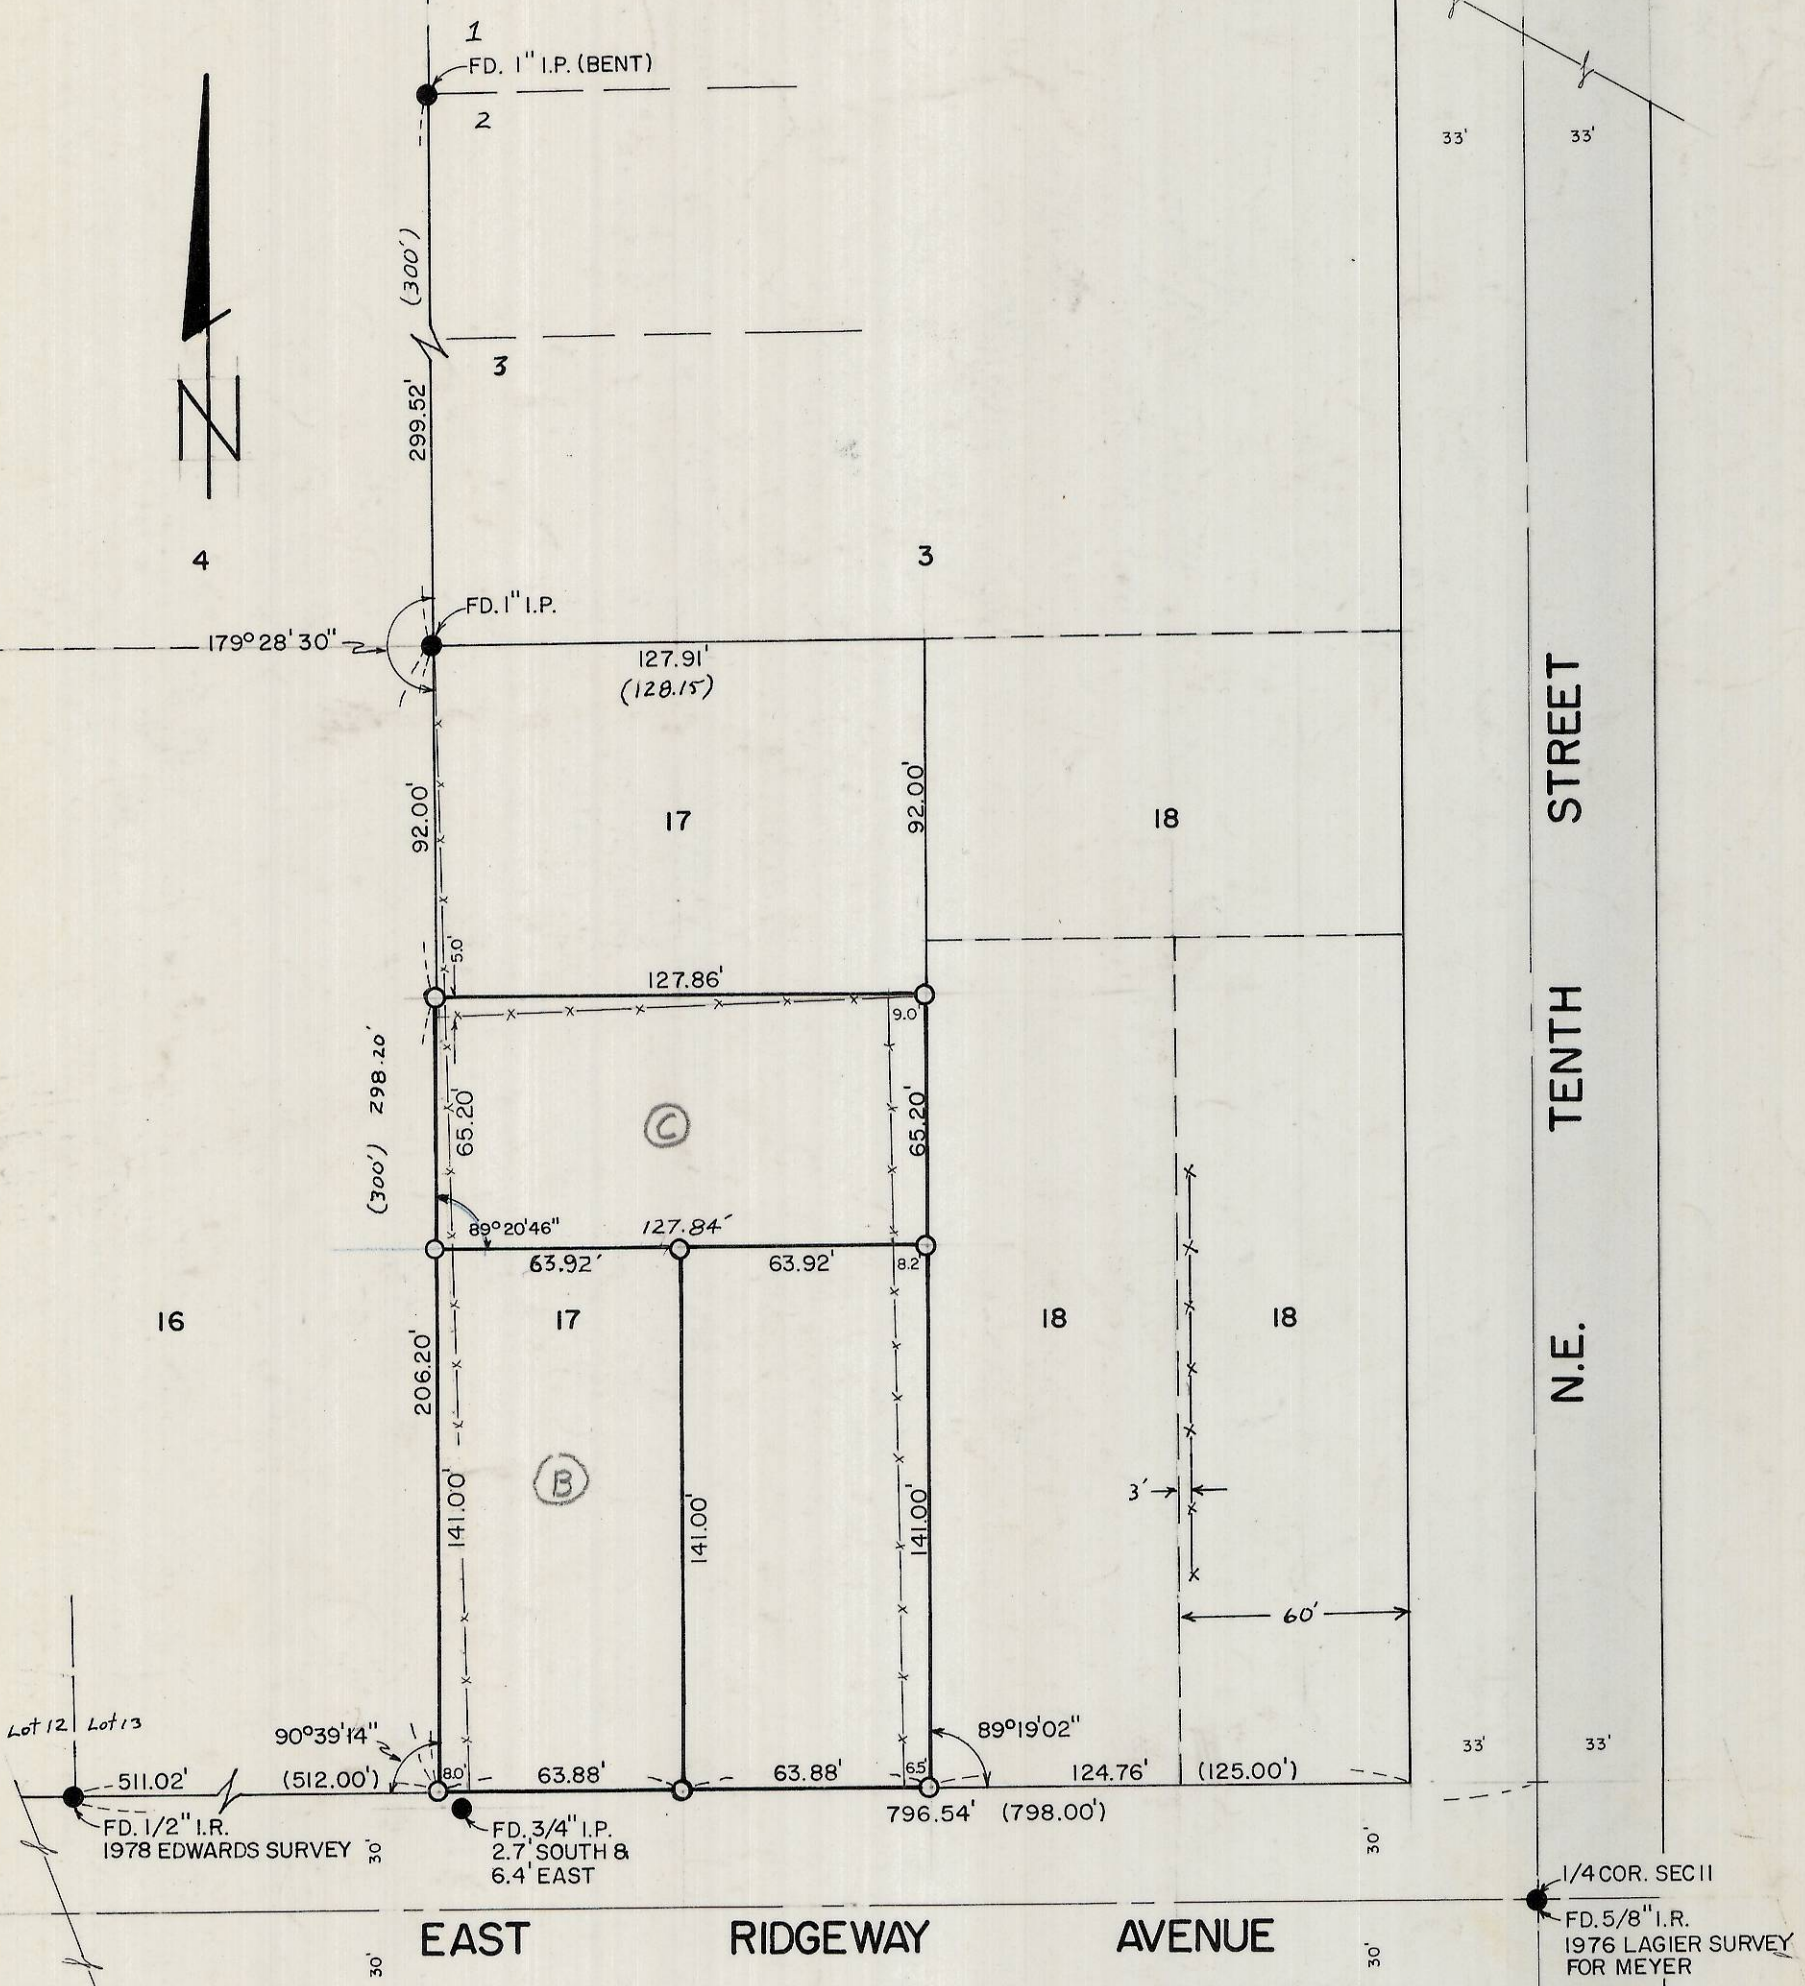 1
FD. 1" I.P. (BENT)
2
33'
33'
(300')
3
299.52'
N
4
3
FD. 1" I.P.
179°28'30"
127.91'
(128.15)
STREET
92.00'
92.00'
17
18
5.0'
127.86'
9.0'
TENTH
(300') 298.20'
65.20'
C
65.20'
89°20'46"
127.84'
63.92'
63.92'
8.2'
16
17
18
18
N.E.
206.20'
B
141.00'
141.00'
141.00'
3'
60'
Lot 12
Lot 13
90°39'14"
89°19'02"
33'
33'
511.02'
(512.00')
8.0'
63.88'
63.88'
6.5'
124.76'
(125.00')
796.54' (798.00')
FD. 1/2" I.R.
1978 EDWARDS SURVEY
30'
FD. 3/4" I.P.
2.7' SOUTH &
6.4' EAST
30'
1/4 COR. SEC 11
FD. 5/8" I.R.
1976 LAGIER SURVEY
FOR MEYER
EAST RIDGEWAY AVENUE
30'
30'